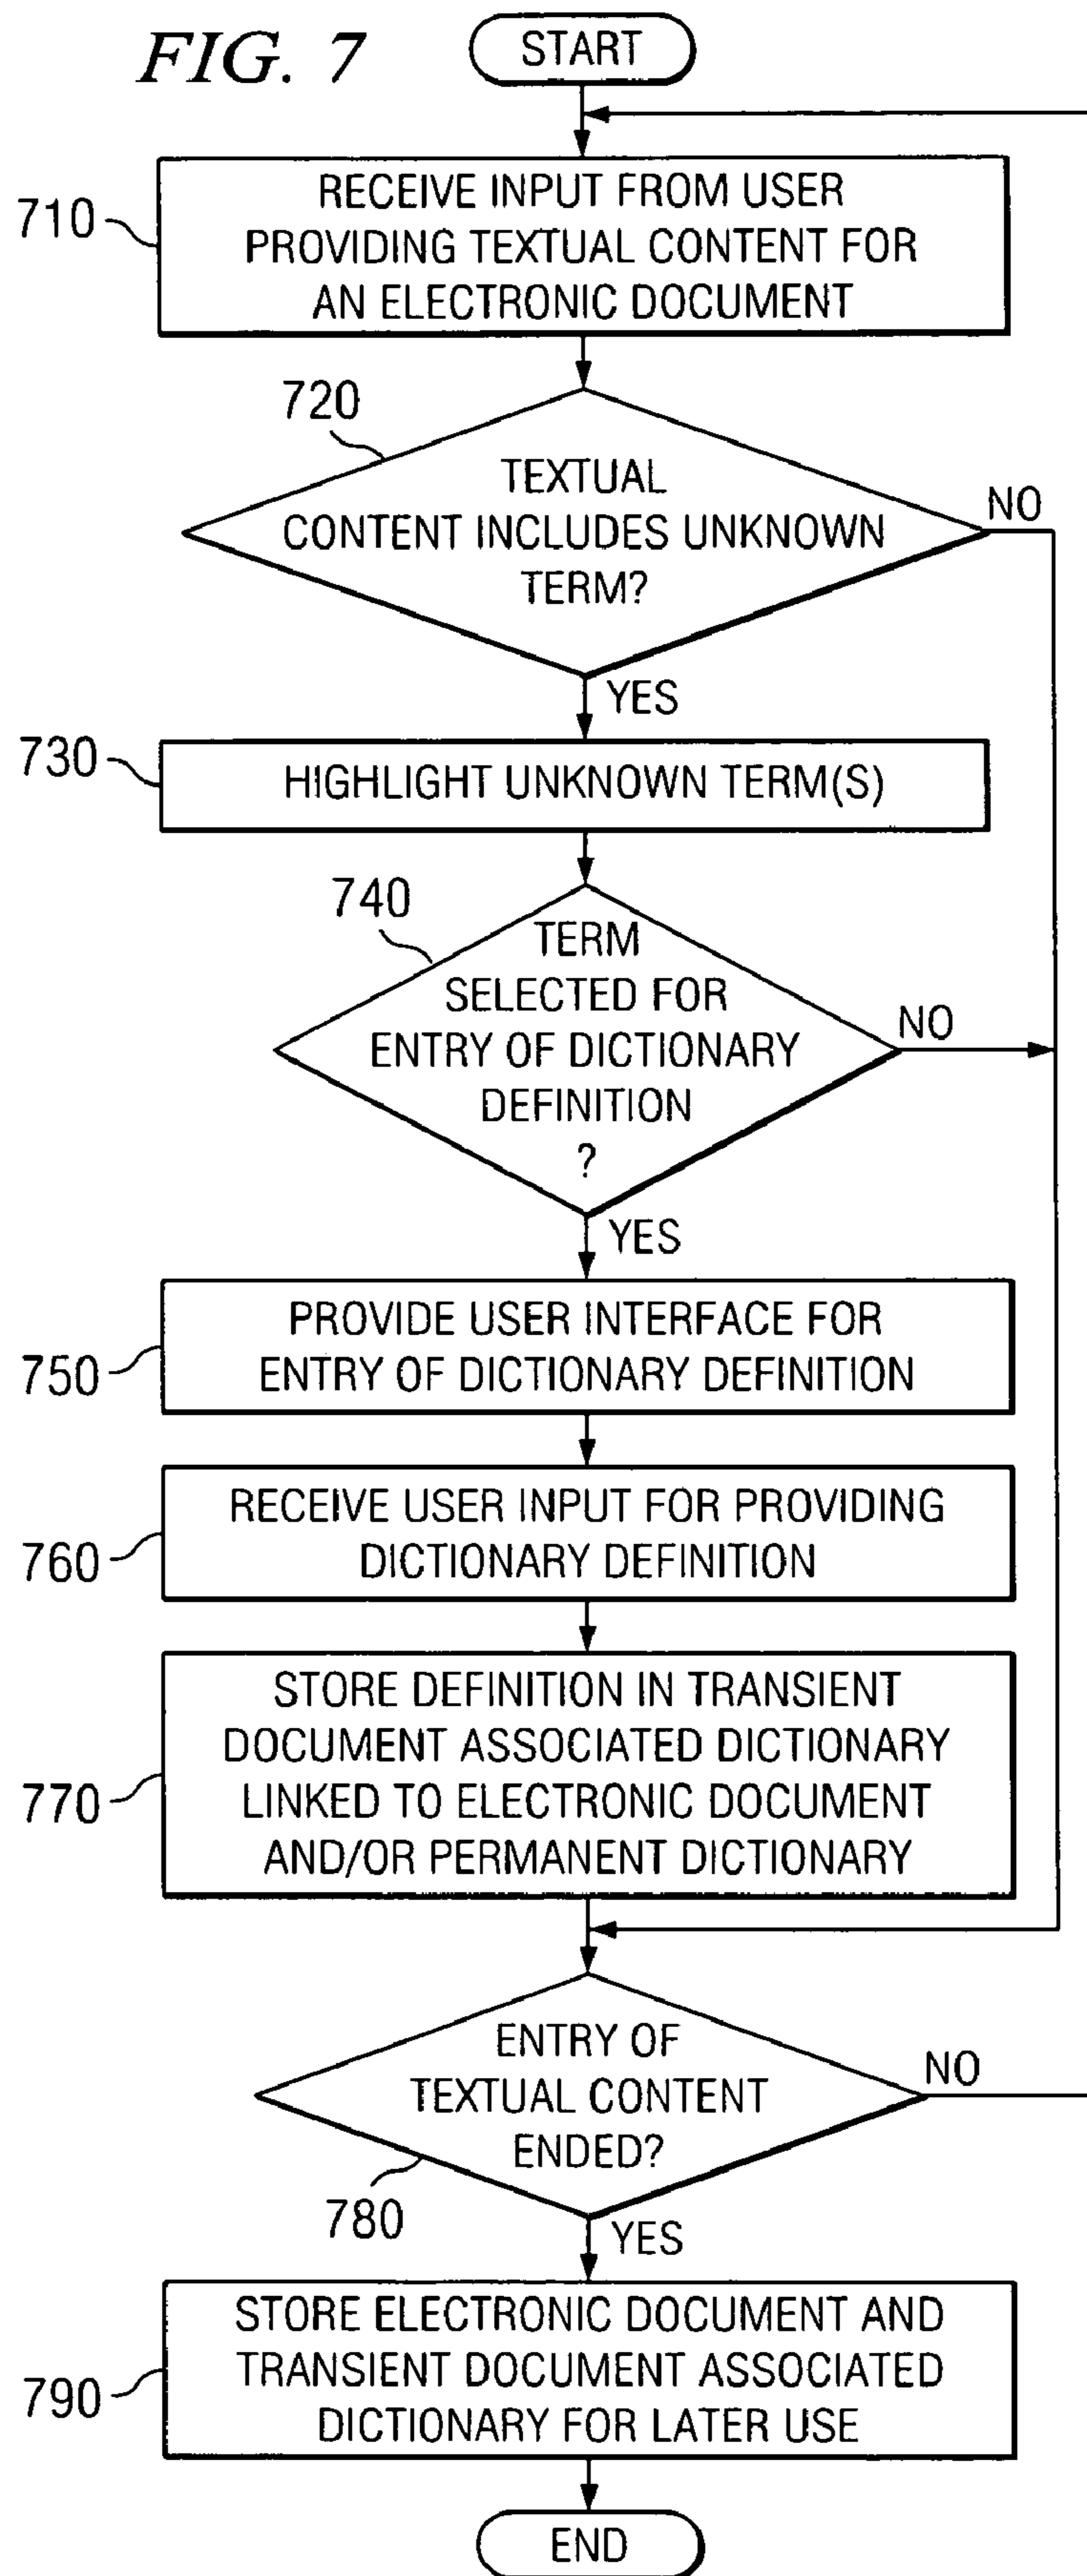 FIG. 7
START
710
RECEIVE INPUT FROM USER
PROVIDING TEXTUAL CONTENT FOR
AN ELECTRONIC DOCUMENT
720
TEXTUAL
CONTENT INCLUDES UNKNOWN
TERM?
NO
YES
730
HIGHLIGHT UNKNOWN TERM(S)
740
TERM
SELECTED FOR
ENTRY OF DICTIONARY
DEFINITION
?
NO
YES
750
PROVIDE USER INTERFACE FOR
ENTRY OF DICTIONARY DEFINITION
760
RECEIVE USER INPUT FOR PROVIDING
DICTIONARY DEFINITION
770
STORE DEFINITION IN TRANSIENT
DOCUMENT ASSOCIATED DICTIONARY
LINKED TO ELECTRONIC DOCUMENT
AND/OR PERMANENT DICTIONARY
ENTRY OF
TEXTUAL CONTENT
ENDED?
NO
780
YES
790
STORE ELECTRONIC DOCUMENT AND
TRANSIENT DOCUMENT ASSOCIATED
DICTIONARY FOR LATER USE
END